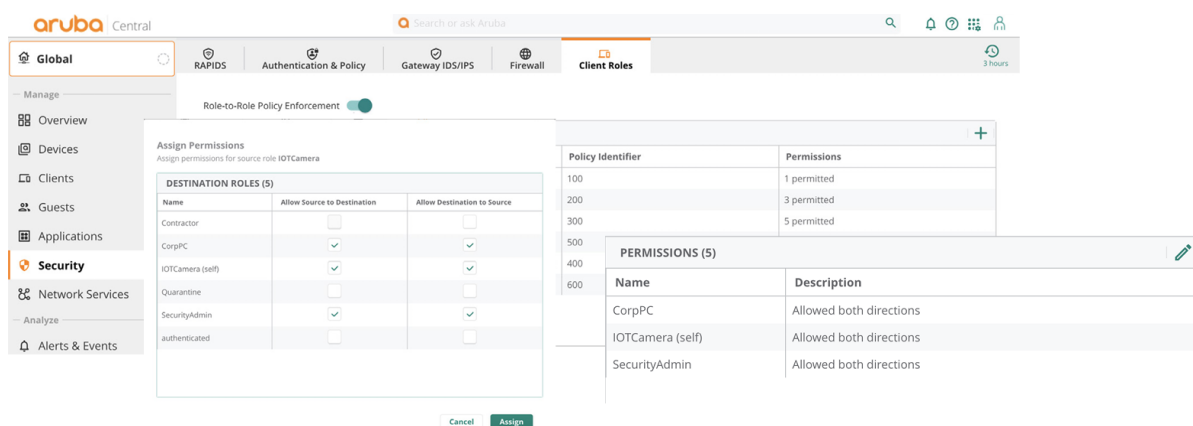 aruba Central
Search or ask Aruba
Global
RAPIDS
Authentication & Policy
Gateway IDS/IPS
Firewall
Client Roles
3 hours
Manage
Overview
Devices
Clients
Guests
Applications
Security
Network Services
Analyze
Alerts & Events
Role-to-Role Policy Enforcement
Assign Permissions
Assign permissions for source role IOTCamera
DESTINATION ROLES (5)
Name Allow Source to Destination Allow Destination to Source
Contractor
CorpPC
IOTCamera (self)
Quarantine
SecurityAdmin
authenticated
Cancel Assign
Policy Identifier Permissions
100 1 permitted
200 3 permitted
300 5 permitted
500
400
600
PERMISSIONS (5)
Name Description
CorpPC Allowed both directions
IOTCamera (self) Allowed both directions
SecurityAdmin Allowed both directions